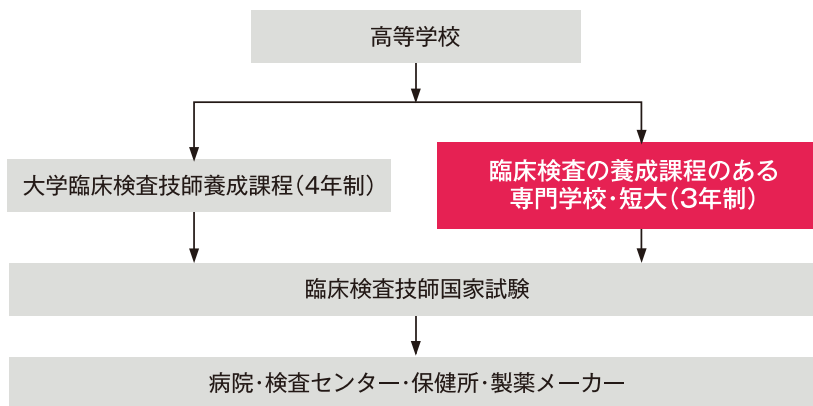 高等学校
大学臨床検査技師養成課程（4年制）
臨床検査の養成課程のある
専門学校・短大（3年制）
臨床検査技師国家試験
病院・検査センター・保健所・製薬メーカー